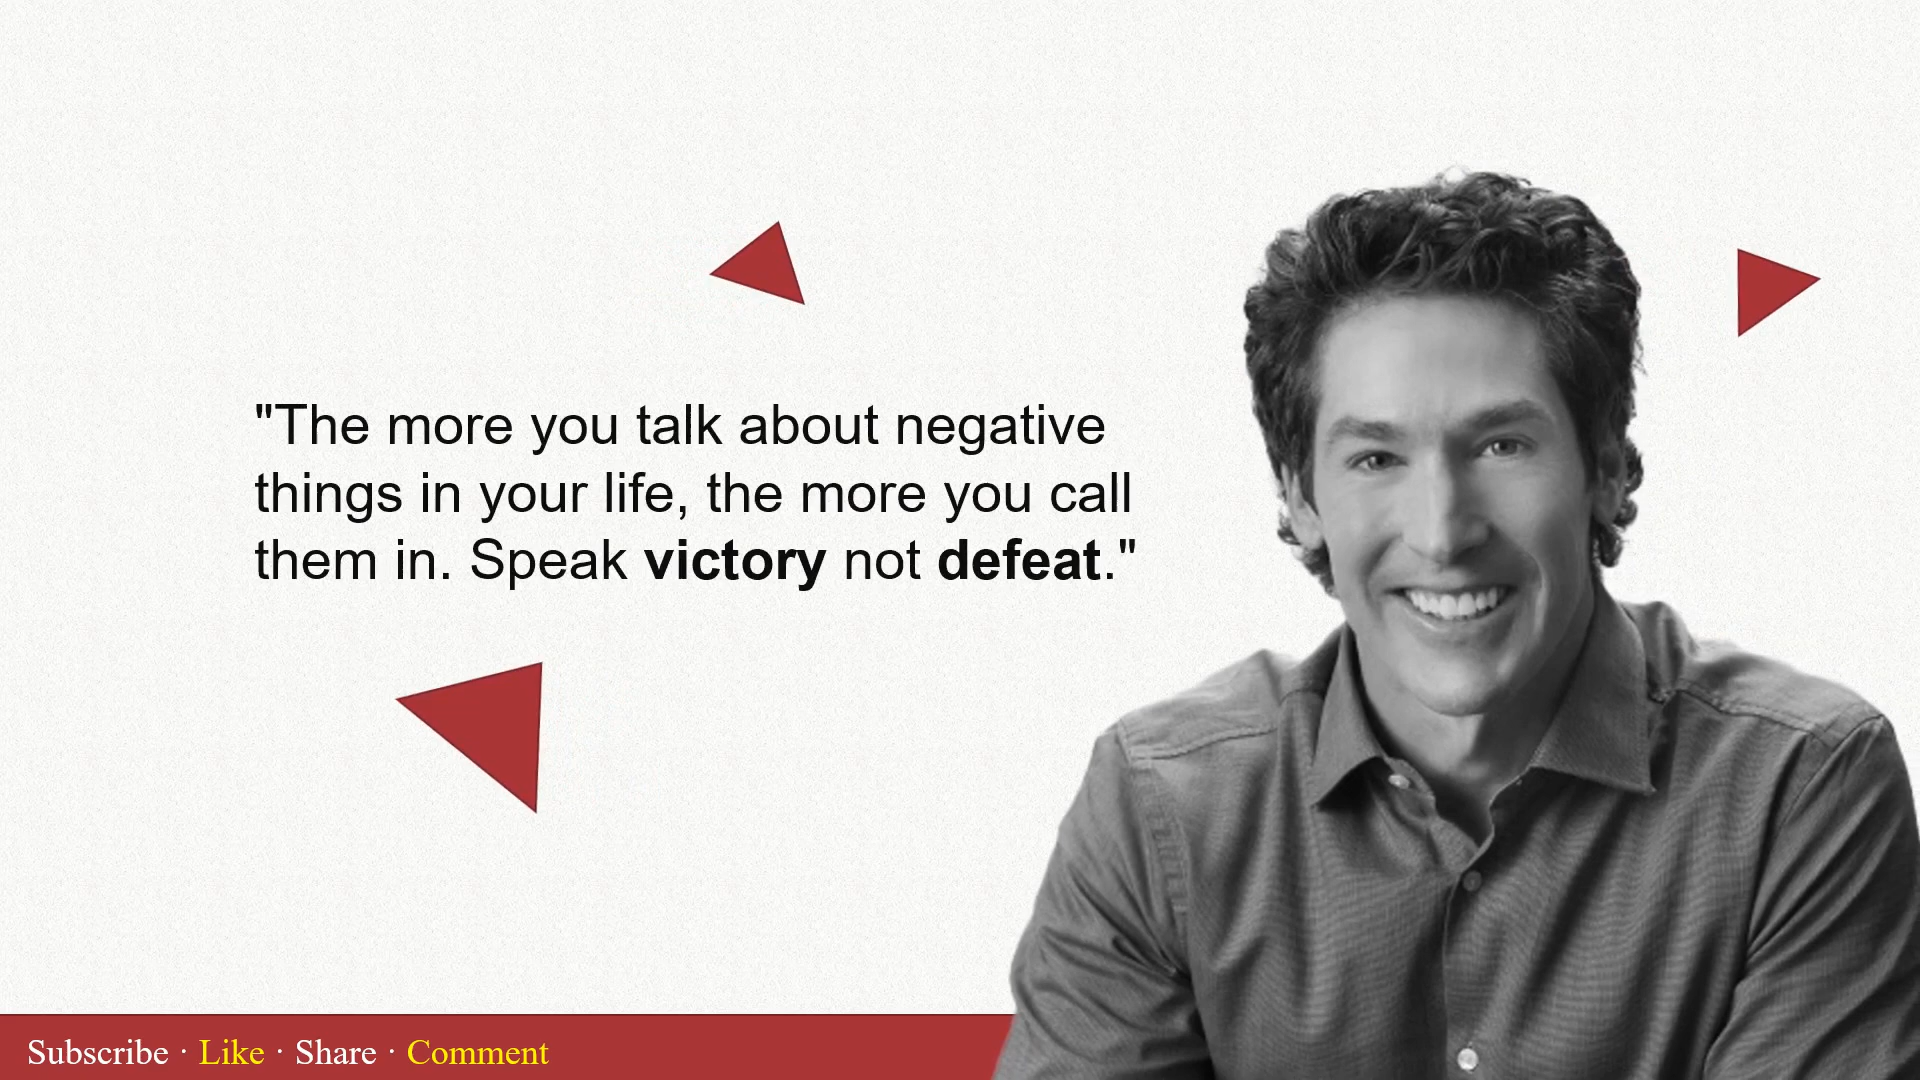 "The more you talk about negative
things in your life, the more you call
them in. Speak victory not defeat."
Subscribe · Like · Share · Comment